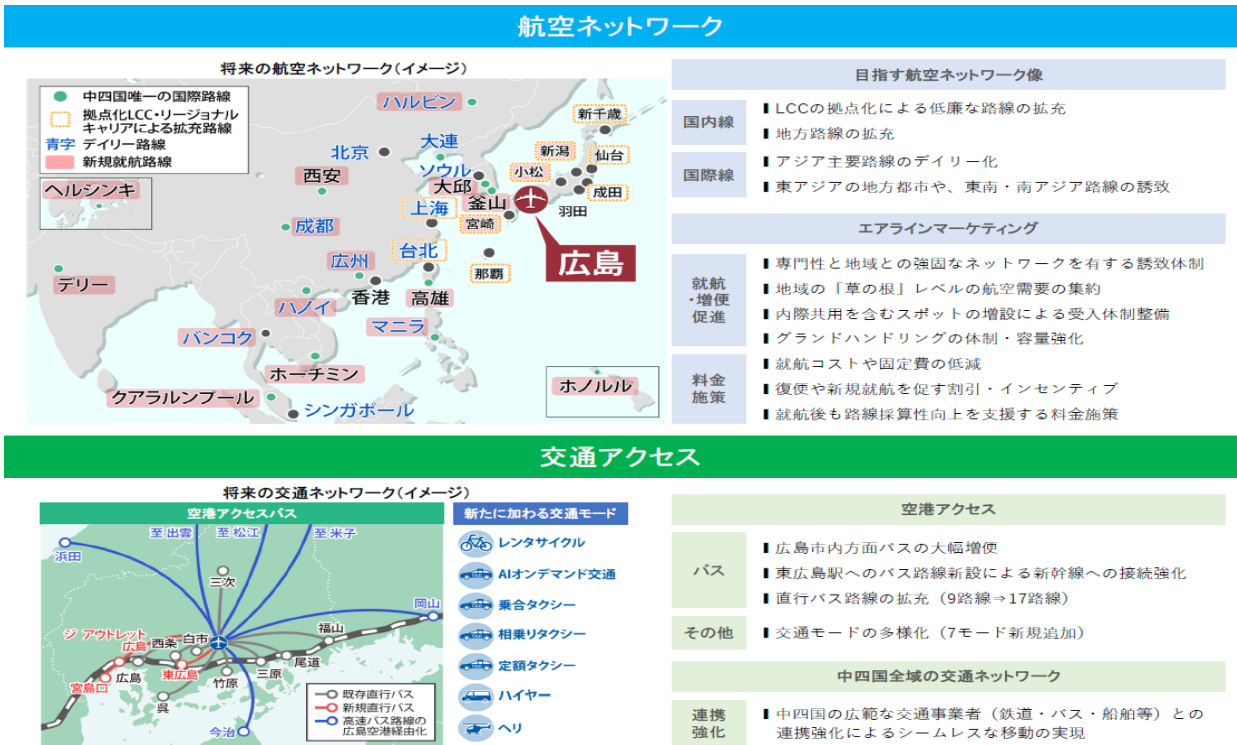 航空ネットワーク
将来の航空ネットワーク(イメージ)
中四国唯一の国際路線
拠点化LCC・リージョナル
キャリアによる拡充路線
青字 デイリー路線
新規就航路線
ヘルシンキ
ハルビン
大連
北京
ソウル
西安
大邱
釜山
上海
成都
広州
台北
香港
高雄
デリー
ハノイ
バンコク
マニラ
ホーチミン
クアラルンプール
シンガポール
新千歳
新潟
仙台
小松
成田
羽田
宮崎
那覇
広島
ホノルル
目指す航空ネットワーク像
国内線
▮LCCの拠点化による低廉な路線の拡充
▮地方路線の拡充
国際線
▮アジア主要路線のデイリー化
▮東アジアの地方都市や、東南・南アジア路線の誘致
エアラインマーケティング
就航
・増便
促進
▮専門性と地域との強固なネットワークを有する誘致体制
▮地域の「草の根」レベルの航空需要の集約
▮内際共用を含むスポットの増設による受入体制整備
▮グランドハンドリングの体制・容量強化
料金
施策
▮就航コストや固定費の低減
▮復便や新規就航を促す割引・インセンティブ
▮就航後も路線採算性向上を支援する料金施策
交通アクセス
将来の交通ネットワーク(イメージ)
空港アクセスバス
至出雲
至松江
至米子
浜田
三次
岡山
ジ アウトレット
広島
西条
白市
福山
宮島口
広島
東広島
竹原
三原
尾道
呉
今治
既存直行バス
新規直行バス
高速バス路線の
広島空港経由化
新たに加わる交通モード
レンタサイクル
AIオンデマンド交通
乗合タクシー
相乗りタクシー
定額タクシー
ハイヤー
ヘリ
空港アクセス
バス
▮広島市内方面バスの大幅増便
▮東広島駅へのバス路線新設による新幹線への接続強化
▮直行バス路線の拡充（9路線⇒17路線）
その他
▮交通モードの多様化（7モード新規追加）
中四国全域の交通ネットワーク
連携
強化
▮中四国の広範な交通事業者（鉄道・バス・船舶等）との
連携強化によるシームレスな移動の実現